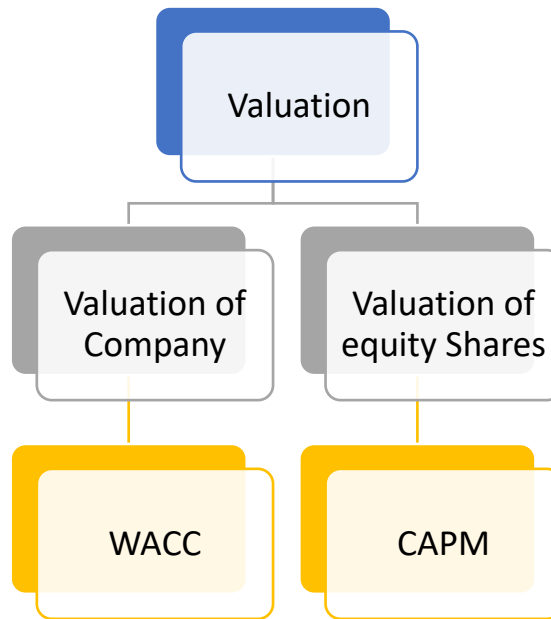 Valuation
Valuation of
Company
Valuation of
equity Shares
WACC
CAPM